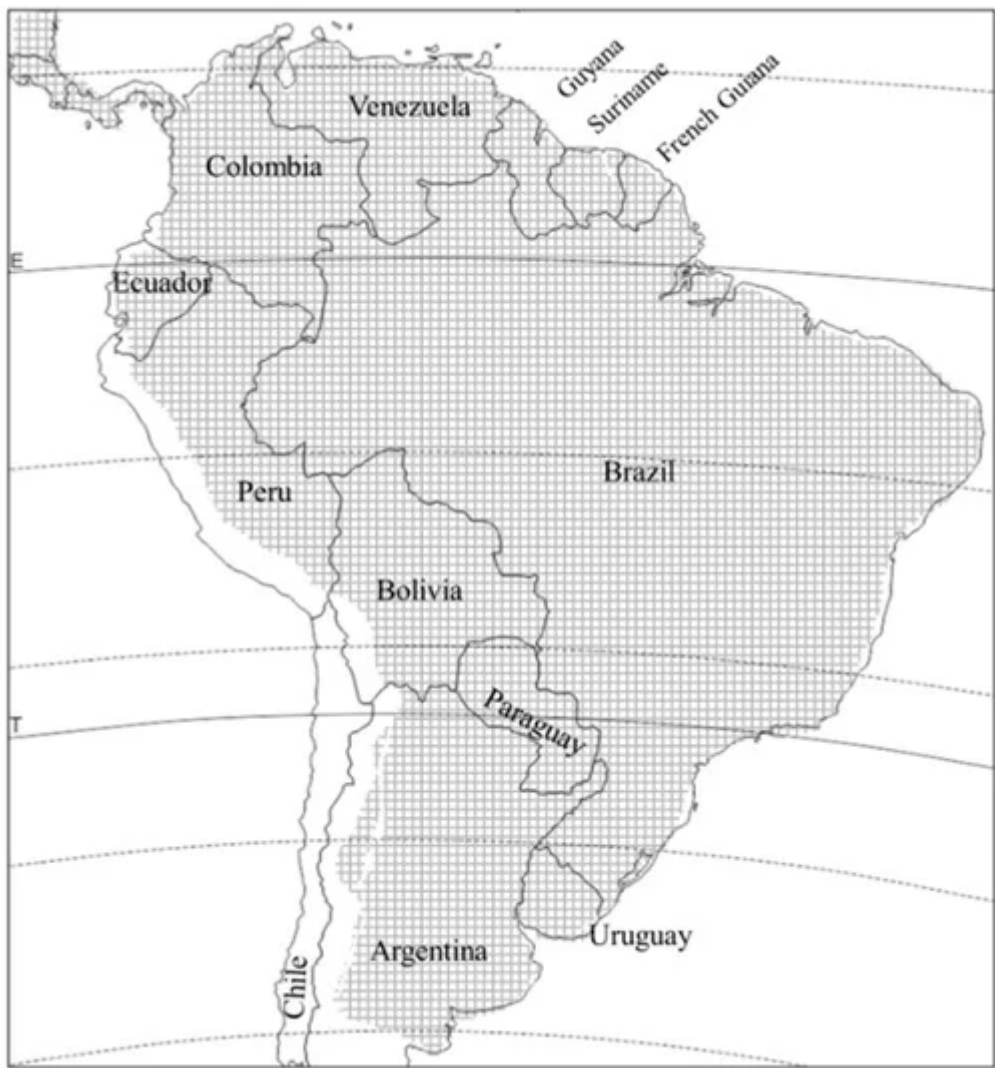 Guyana
Suriname
French Guiana
Venezuela
Colombia
E
Ecuador
Brazil
Peru
Bolivia
Paraguay
T
Uruguay
Argentina
Chile